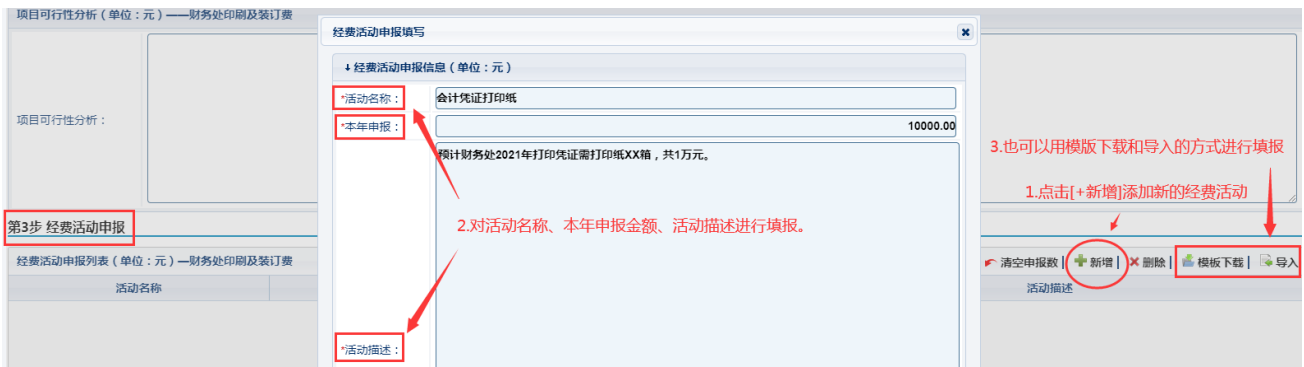 项目可行性分析（单位：元）——财务处印刷及装订费
经费活动申报填写
经费活动申报信息（单位：元）
*活动名称：
会计凭证打印纸
*本年申报：
10000.00
项目可行性分析：
预计财务处2021年打印凭证需打印纸XX箱，共1万元。
3.也可以用模版下载和导入的方式进行填报
1.点击[+新增]添加新的经费活动
2.对活动名称、本年申报金额、活动描述进行填报。
第3步 经费活动申报
经费活动申报列表（单位：元）—财务处印刷及装订费
清空申报数| 新增| 删除| 模板下载| 导入
活动名称
活动描述
*活动描述：